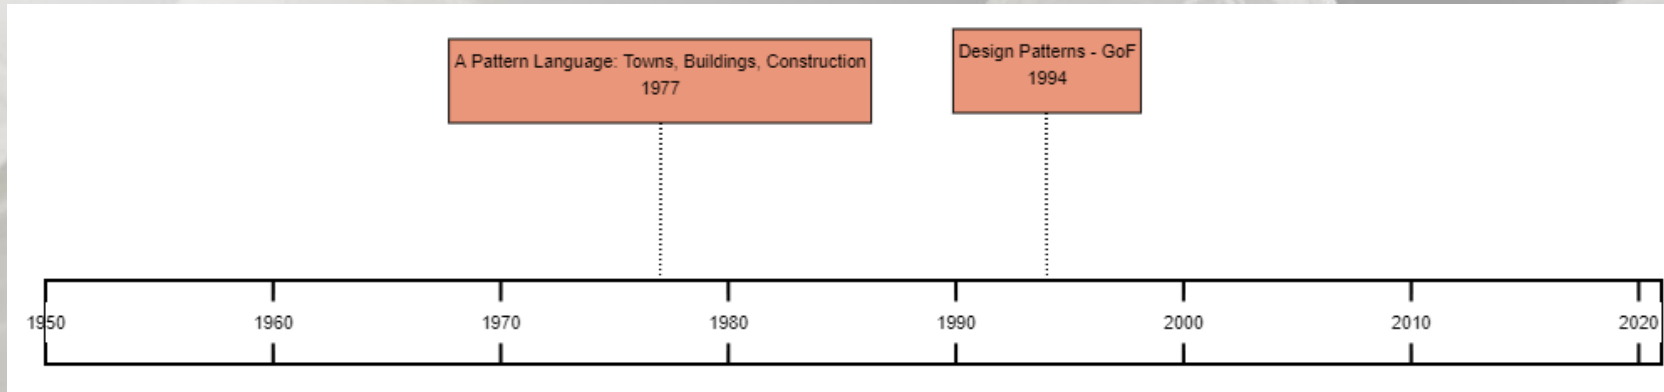 A Pattern Language: Towns, Buildings, Construction
1977
Design Patterns - GoF
1994
1950 1960 1970 1980 1990 2000 2010 2020